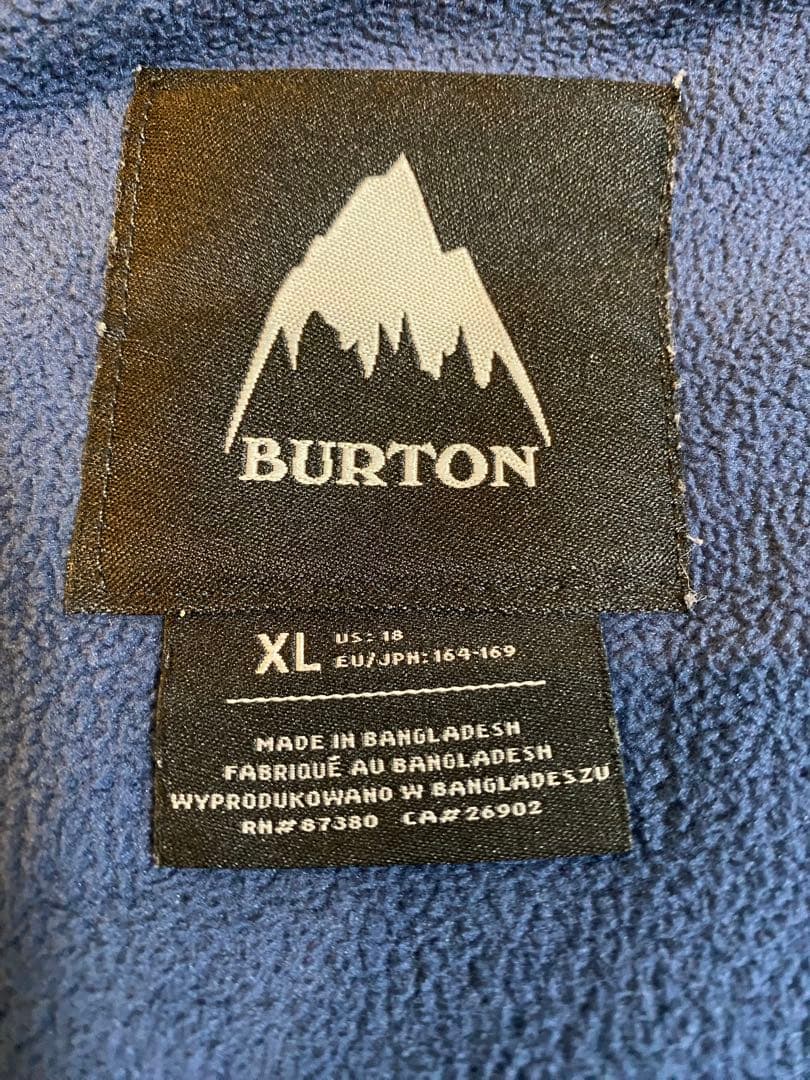 BURTON
XL US: 18
EU/JPN: 164-169
MADE IN BANGLADESH
FABRIQUÉ AU BANGLADESH
WYPRODUKOWANO W BANGLADESZU
RN# 87380 CA# 26902